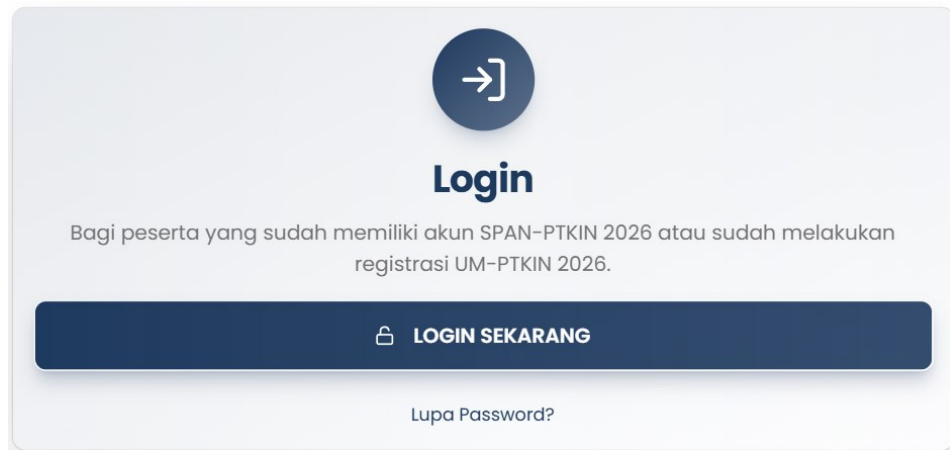 Login
Bagi peserta yang sudah memiliki akun SPAN-PTKIN 2026 atau sudah melakukan
registrasi UM-PTKIN 2026.
LOGIN SEKARANG
Lupa Password?